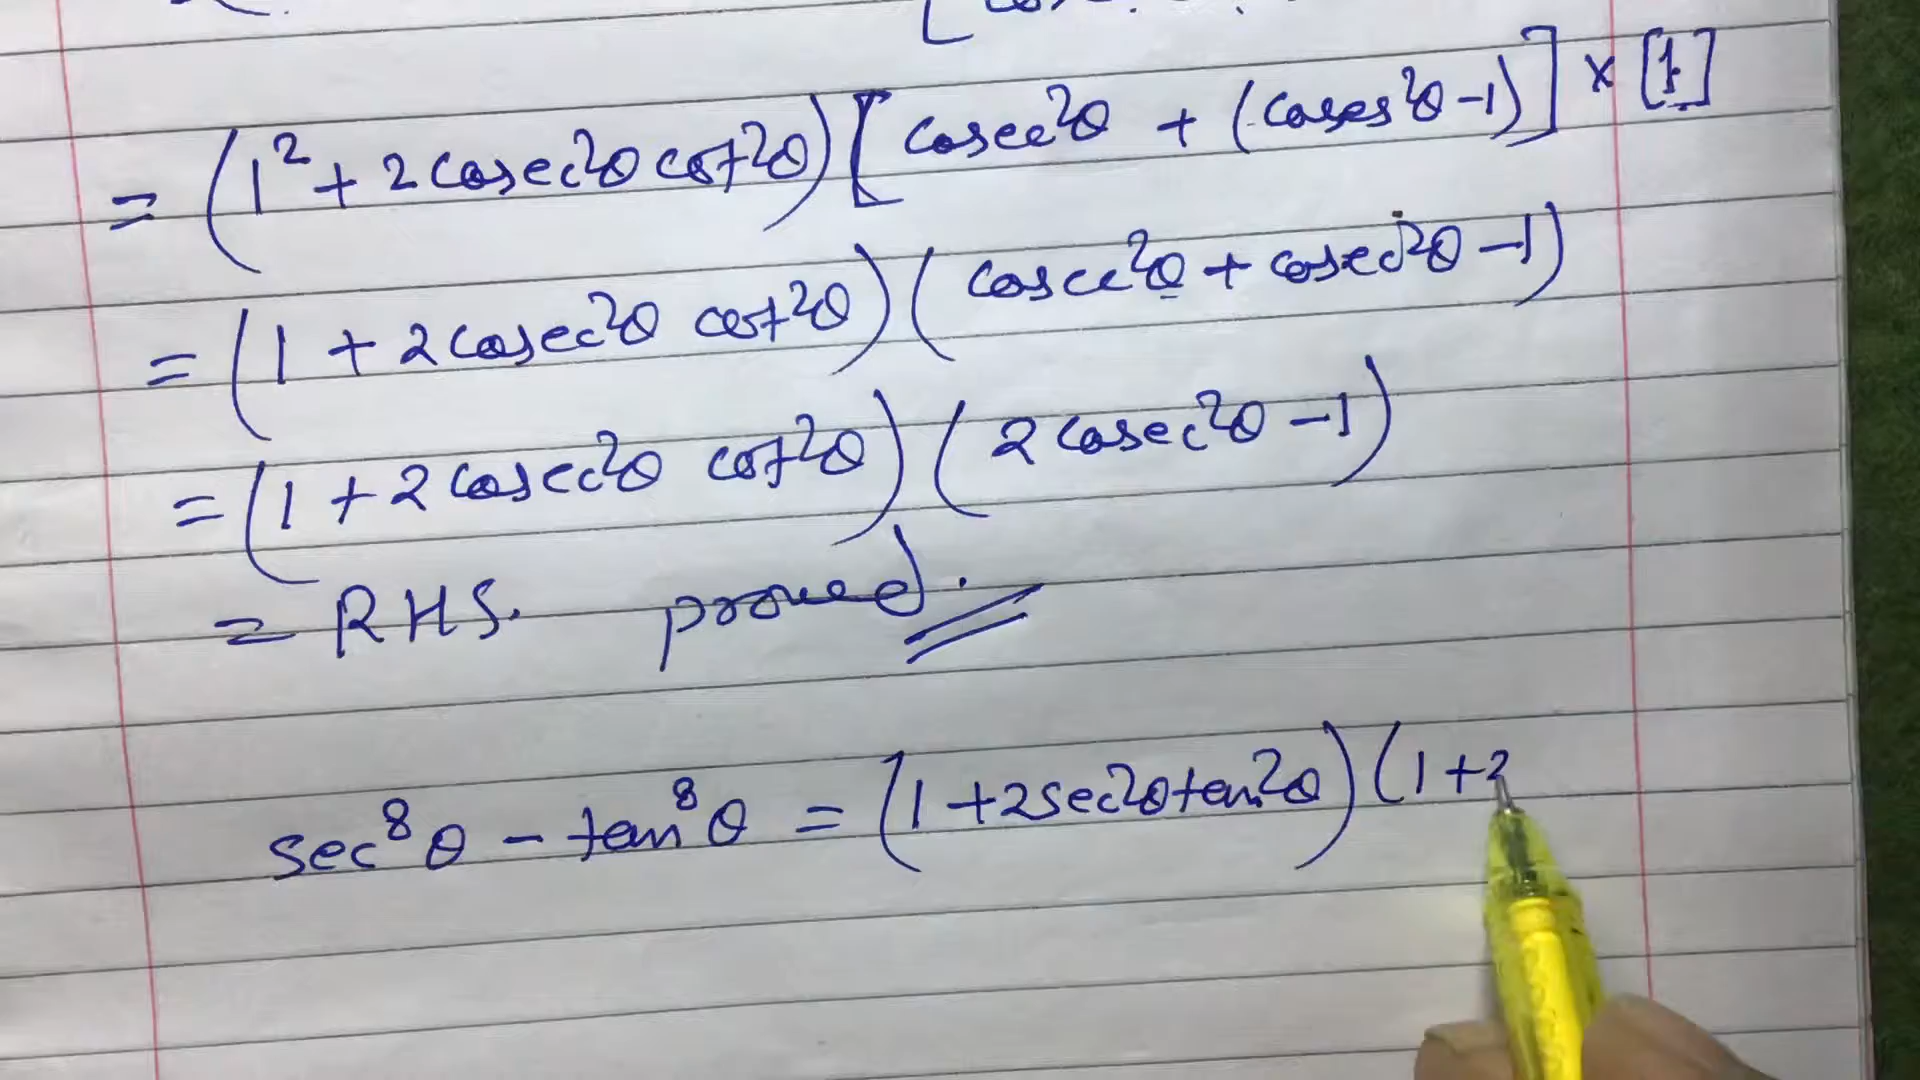 = (1² + 2cosec²θ cot²θ) [cosec²θ + (coses²θ - 1)] × [1]
= (1 + 2cosec²θ cot²θ) (cosec²θ + cosec²θ - 1)
= (1 + 2cosec²θ cot²θ) (2cosec²θ - 1)
= RHS. proved.
sec⁸θ - tan⁸θ = (1 + 2sec²θ tan²θ) (1 + 2